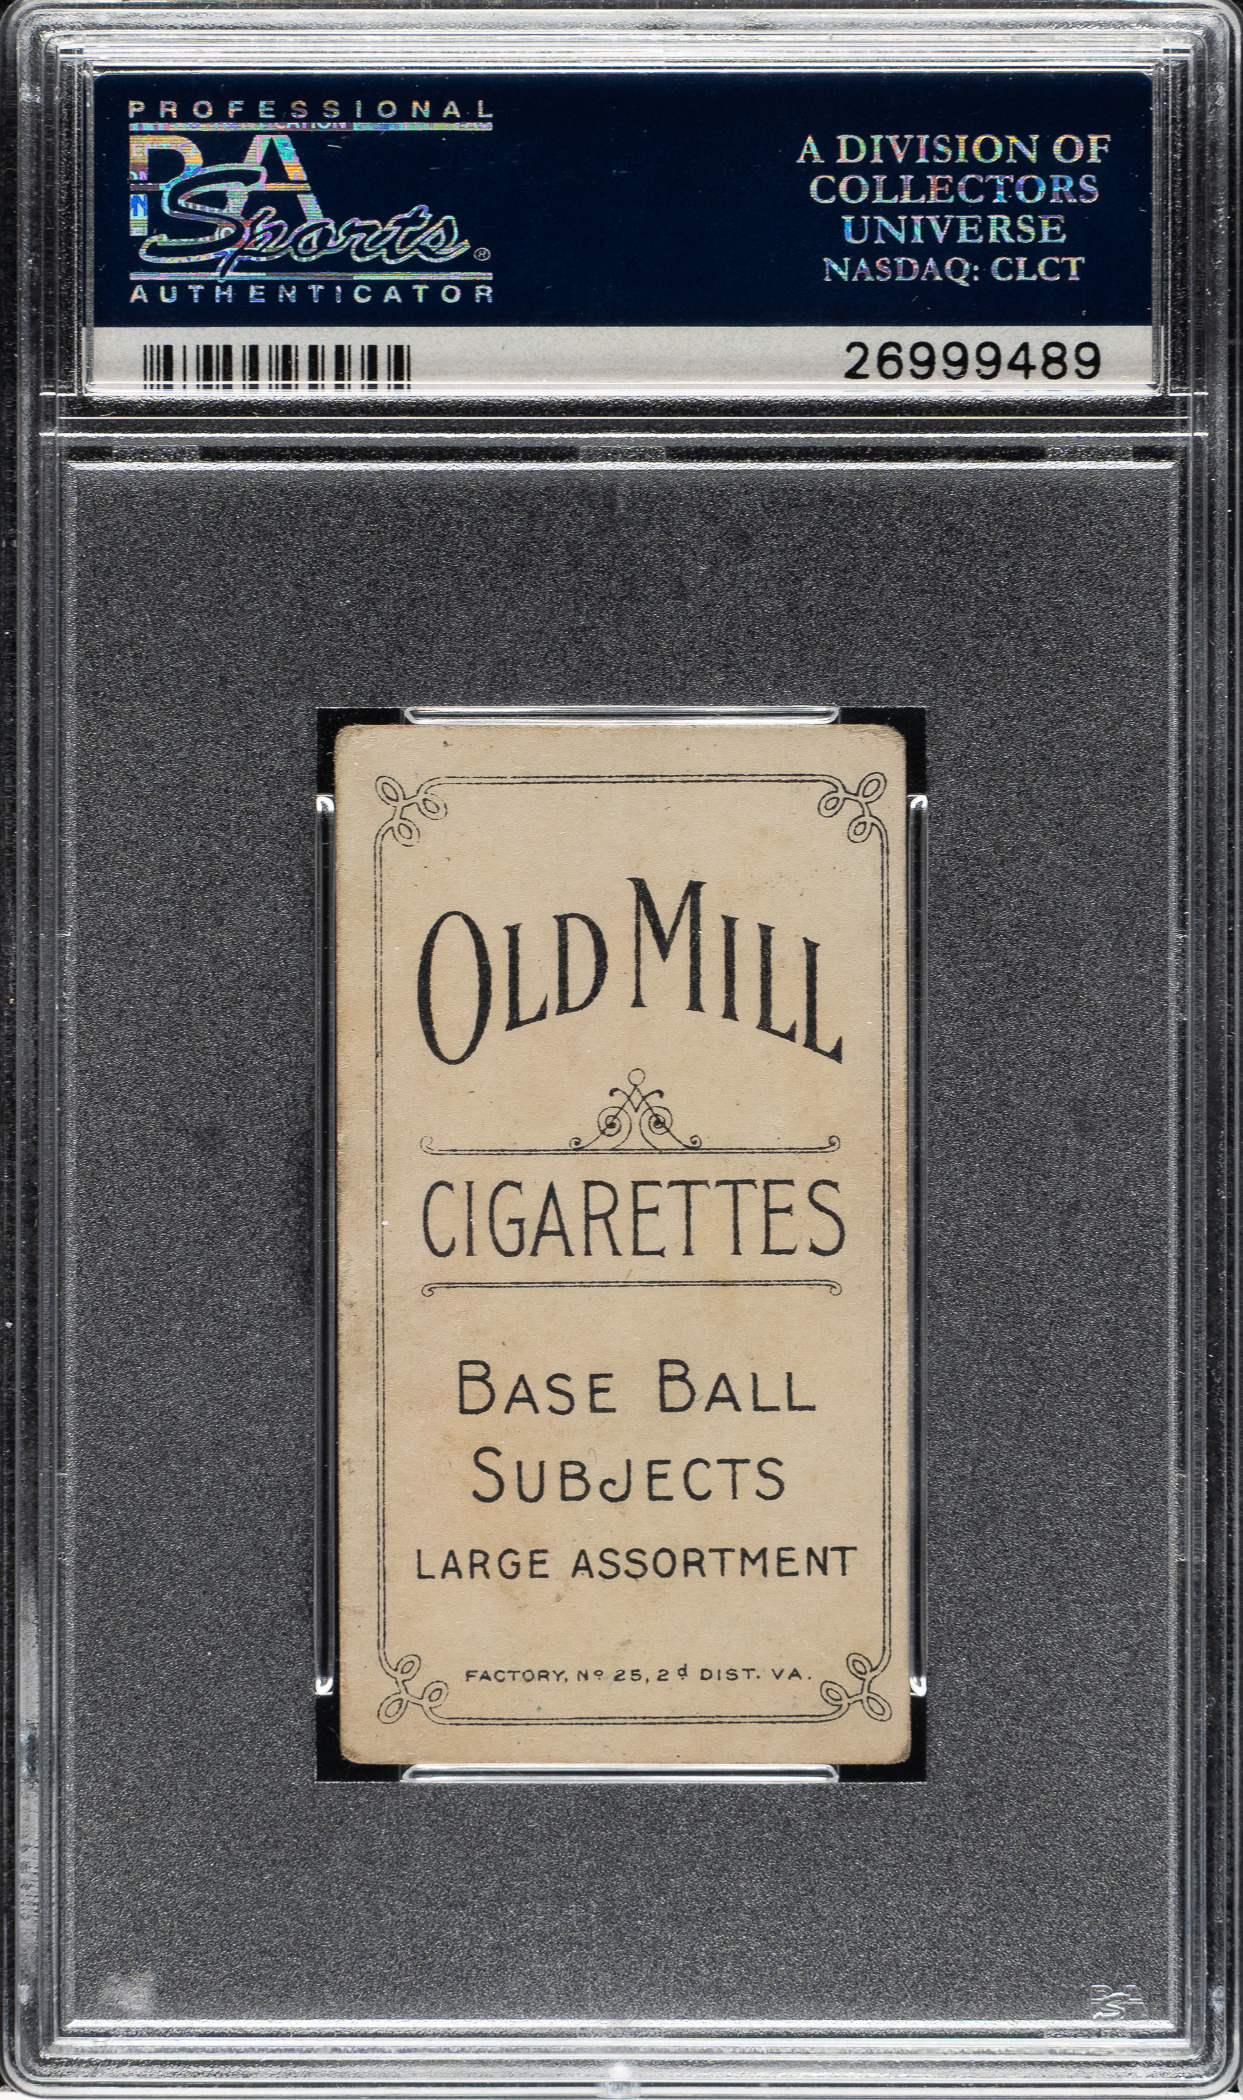 PROFESSIONAL
PSA
Sports®
AUTHENTICATOR
A DIVISION OF
COLLECTORS
UNIVERSE
NASDAQ: CLCT
26999489
OLD MILL
CIGARETTES
BASE BALL
SUBJECTS
LARGE ASSORTMENT
FACTORY, Nº 25, 2d DIST. VA.
PSA